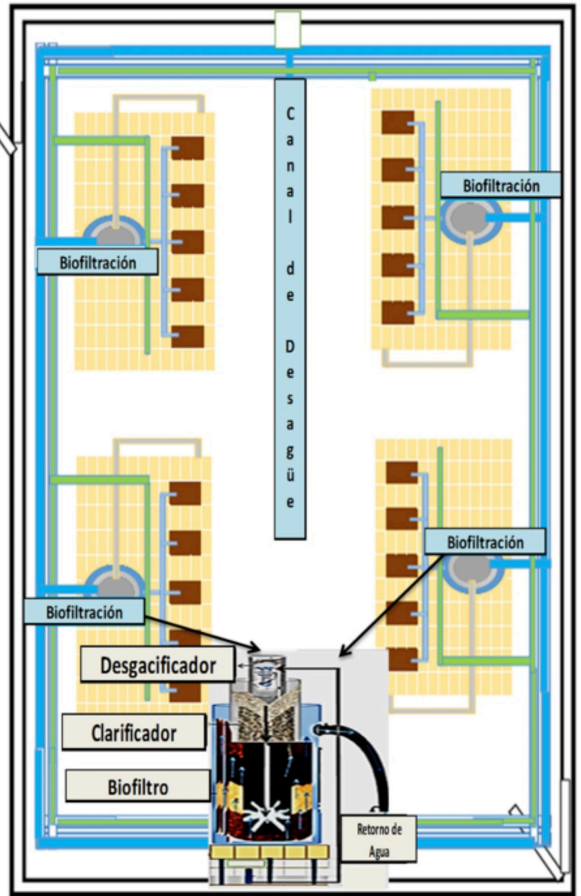 Canal de Desagüe
Biofiltración
Biofiltración
Biofiltración
Biofiltración
Desgacificador
Clarificador
Biofiltro
Retorno de
Agua